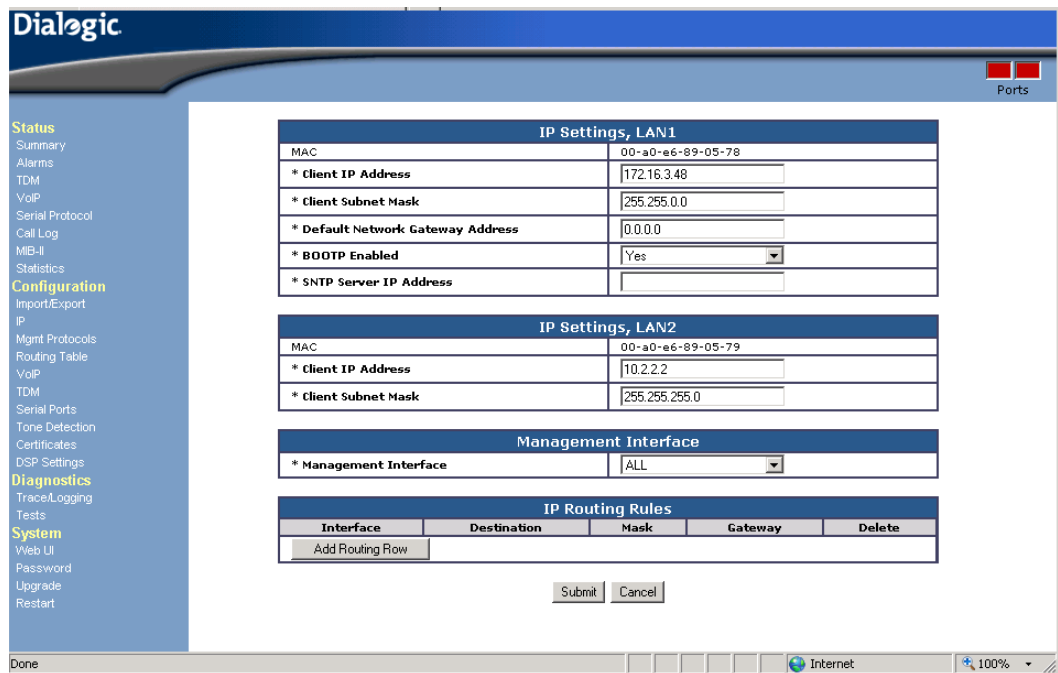 Dialogic.
Ports
Status
Summary
Alarms
TDM
VoIP
Serial Protocol
Call Log
MIB-II
Statistics
Configuration
Import/Export
IP
Mgmt Protocols
Routing Table
VoIP
TDM
Serial Ports
Tone Detection
Certificates
DSP Settings
Diagnostics
Trace/Logging
Tests
System
Web UI
Password
Upgrade
Restart
IP Settings, LAN1
MAC 00-a0-e6-89-05-78
* Client IP Address 172.16.3.48
* Client Subnet Mask 255.255.0.0
* Default Network Gateway Address 0.0.0.0
* BOOTP Enabled Yes
* SNTP Server IP Address
IP Settings, LAN2
MAC 00-a0-e6-89-05-79
* Client IP Address 10.2.2.2
* Client Subnet Mask 255.255.255.0
Management Interface
* Management Interface ALL
IP Routing Rules
Interface Destination Mask Gateway Delete
Add Routing Row
Submit Cancel
Done Internet 100%